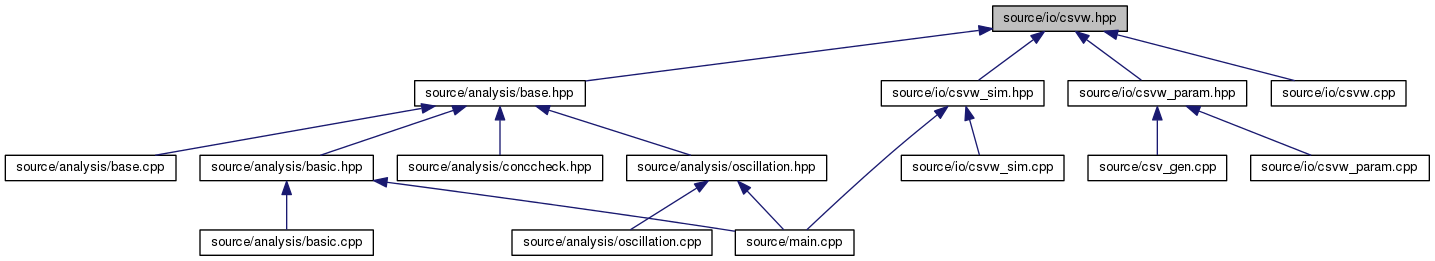 source/io/csvw.hpp
source/analysis/base.hpp
source/io/csvw_sim.hpp
source/io/csvw_param.hpp
source/io/csvw.cpp
source/analysis/base.cpp
source/analysis/basic.hpp
source/analysis/conccheck.hpp
source/analysis/oscillation.hpp
source/io/csvw_sim.cpp
source/csv_gen.cpp
source/io/csvw_param.cpp
source/analysis/basic.cpp
source/analysis/oscillation.cpp
source/main.cpp